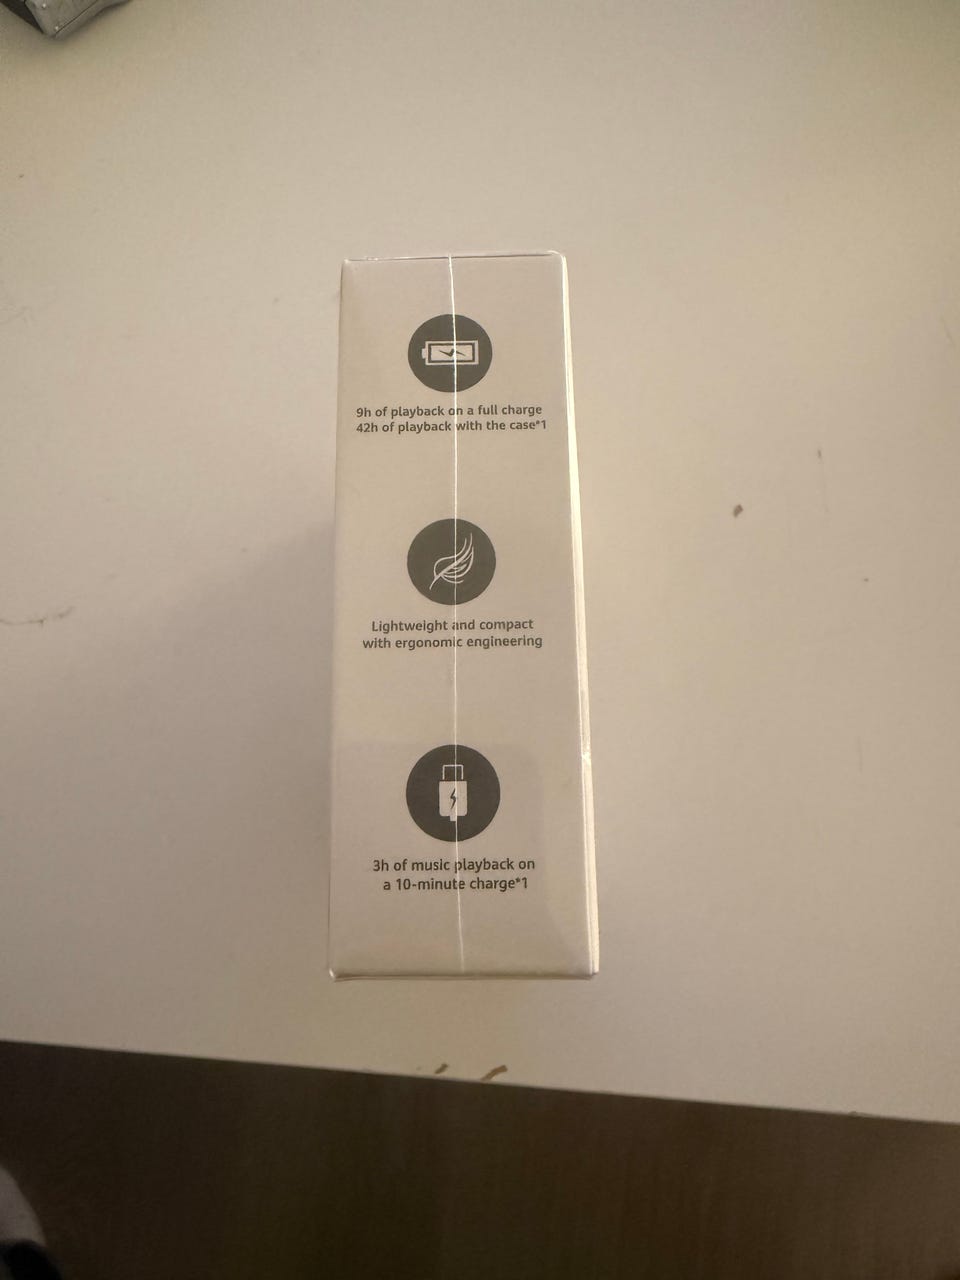 9h of playback on a full charge
42h of playback with the case*1
Lightweight and compact
with ergonomic engineering
3h of music playback on
a 10-minute charge*1